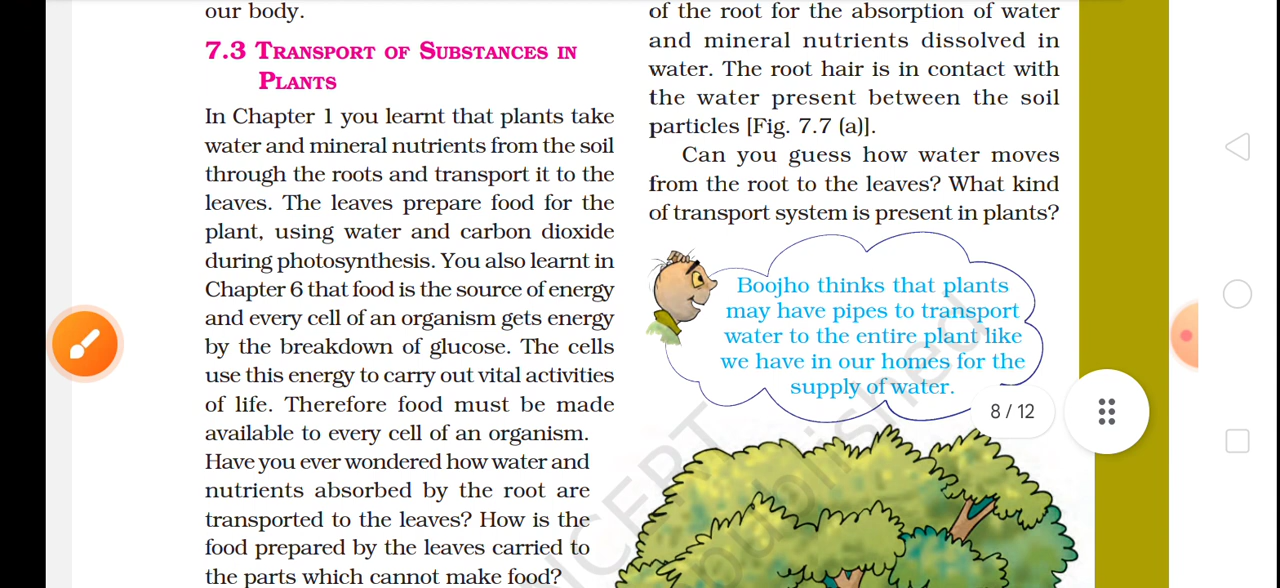 our body.
7.3 TRANSPORT OF SUBSTANCES IN
PLANTS
In Chapter 1 you learnt that plants take
water and mineral nutrients from the soil
through the roots and transport it to the
leaves. The leaves prepare food for the
plant, using water and carbon dioxide
during photosynthesis. You also learnt in
Chapter 6 that food is the source of energy
and every cell of an organism gets energy
by the breakdown of glucose. The cells
use this energy to carry out vital activities
of life. Therefore food must be made
available to every cell of an organism.
Have you ever wondered how water and
nutrients absorbed by the root are
transported to the leaves? How is the
food prepared by the leaves carried to
the parts which cannot make food?
of the root for the absorption of water
and mineral nutrients dissolved in
water. The root hair is in contact with
the water present between the soil
particles [Fig. 7.7 (a)].
Can you guess how water moves
from the root to the leaves? What kind
of transport system is present in plants?
Boojho thinks that plants
may have pipes to transport
water to the entire plant like
we have in our homes for the
supply of water.
8 / 12